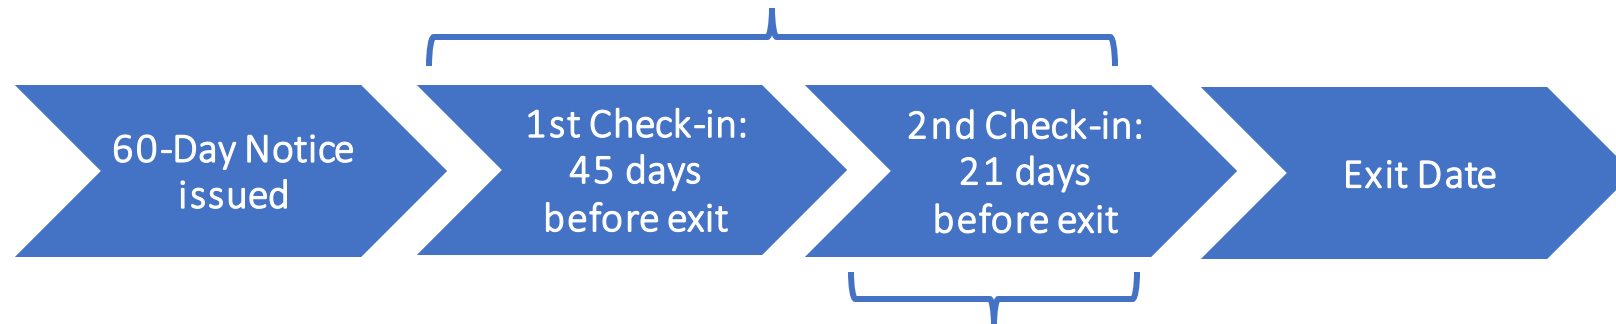 60-Day Notice
issued
1st Check-in:
45 days
before exit
2nd Check-in:
21 days
before exit
Exit Date